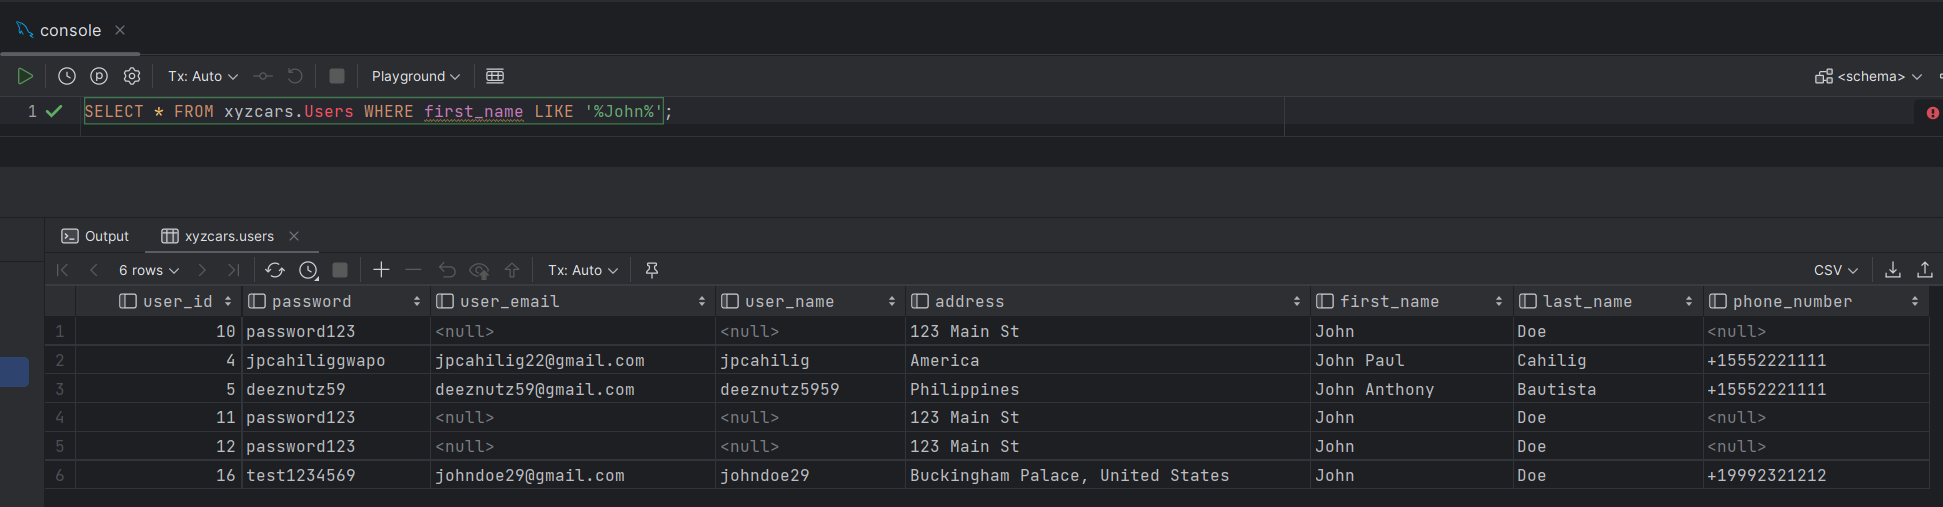 console
Tx: Auto Playground <schema>
1 SELECT * FROM xyzcars.Users WHERE first_name LIKE '%John%';
Output xyzcars.users
6 rows Tx: Auto CSV
user_id password user_email user_name address first_name last_name phone_number
1 10 password123 <null> <null> 123 Main St John Doe <null>
2 4 jpcahiliggwapo jpcahilig22@gmail.com jpcahilig America John Paul Cahilig +15552221111
3 5 deeznutz59 deeznutz59@gmail.com deeznutz5959 Philippines John Anthony Bautista +15552221111
4 11 password123 <null> <null> 123 Main St John Doe <null>
5 12 password123 <null> <null> 123 Main St John Doe <null>
6 16 test1234569 johndoe29@gmail.com johndoe29 Buckingham Palace, United States John Doe +19992321212